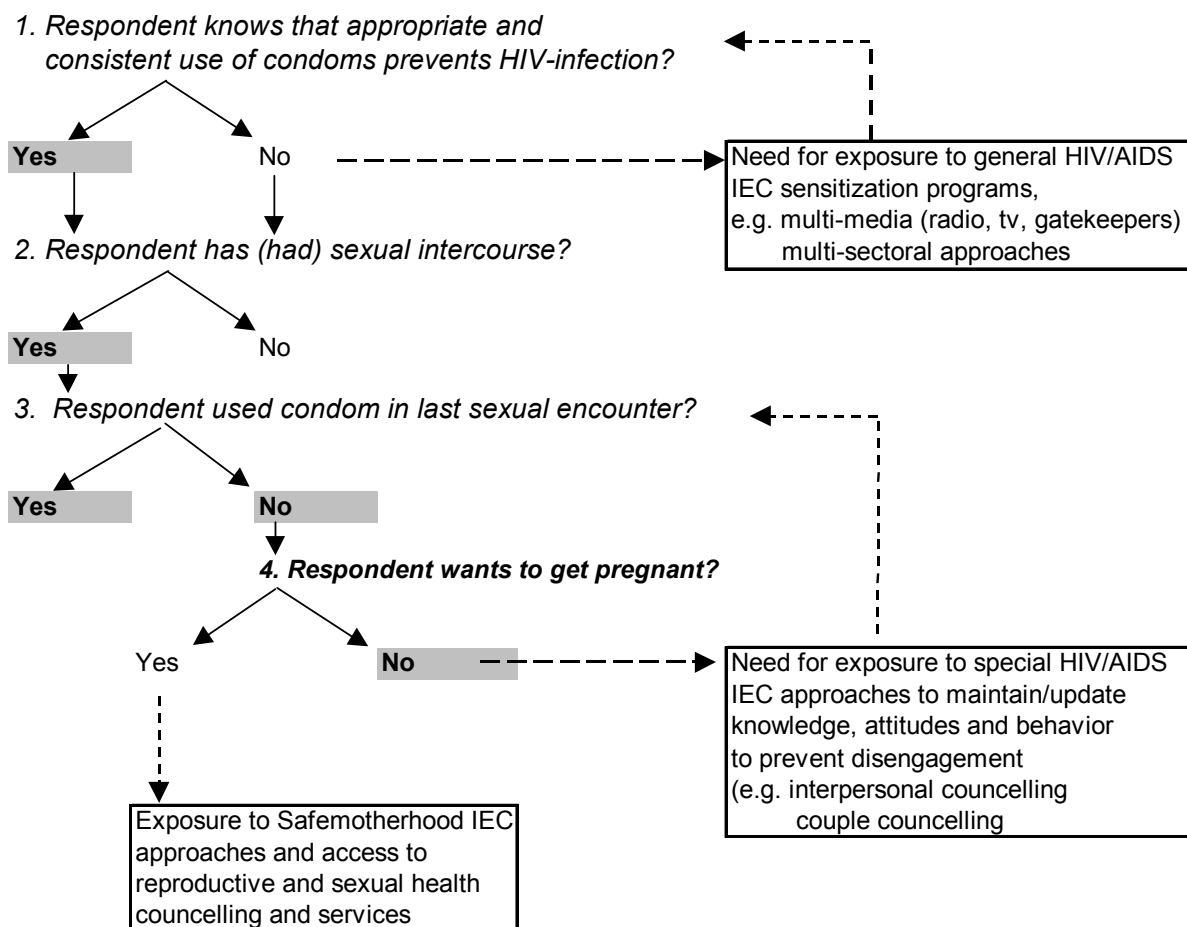 1. Respondent knows that appropriate and
consistent use of condoms prevents HIV-infection?
Yes
No
Need for exposure to general HIV/AIDS
IEC sensitization programs,
e.g. multi-media (radio, tv, gatekeepers)
multi-sectoral approaches
2. Respondent has (had) sexual intercourse?
Yes
No
3. Respondent used condom in last sexual encounter?
Yes
No
4. Respondent wants to get pregnant?
Yes
No
Need for exposure to special HIV/AIDS
IEC approaches to maintain/update
knowledge, attitudes and behavior
to prevent disengagement
(e.g. interpersonal councelling
couple councelling
Exposure to Safemotherhood IEC
approaches and access to
reproductive and sexual health
councelling and services